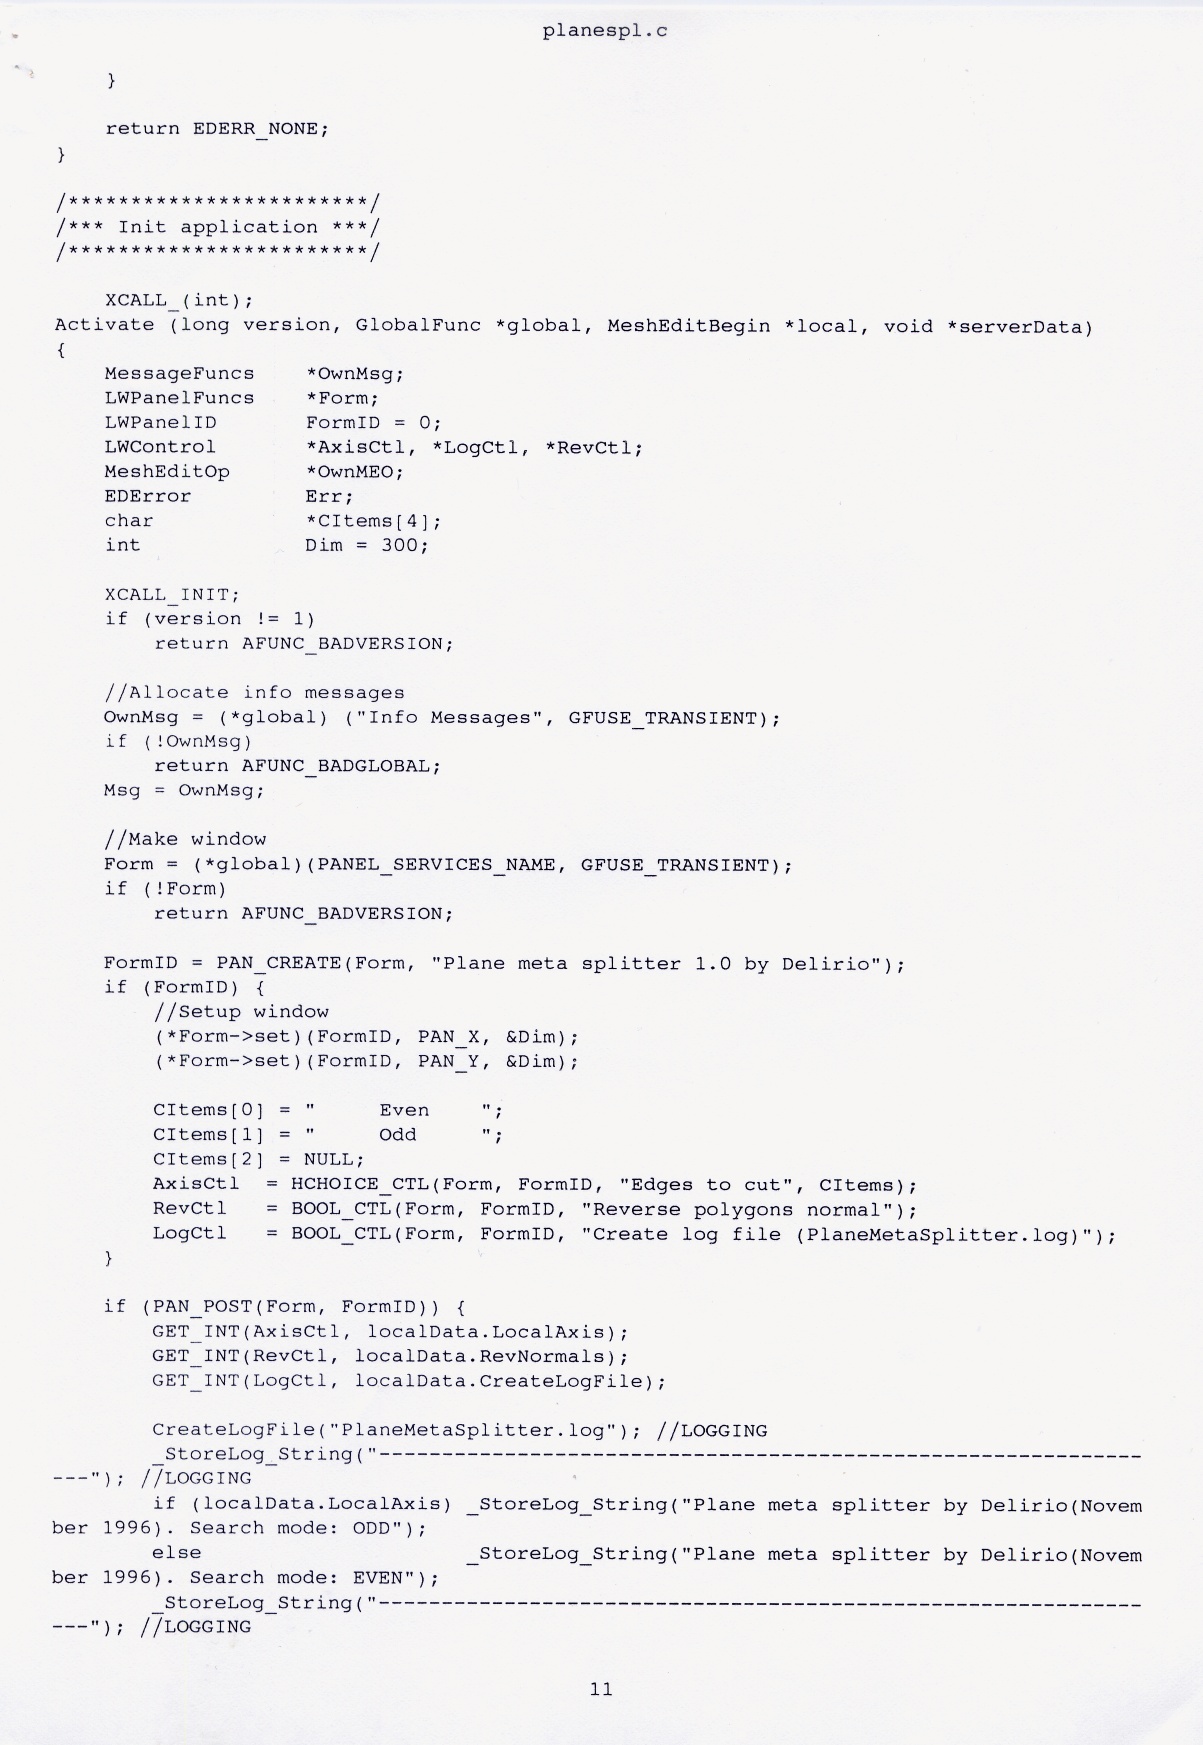 planespl.c
    }

    return EDERR_NONE;
}

/************************/
/*** Init application ***/
/************************/

    XCALL_(int);
Activate (long version, GlobalFunc *global, MeshEditBegin *local, void *serverData)
{
    MessageFuncs    *OwnMsg;
    LWPanelFuncs    *Form;
    LWPanelID       FormID = 0;
    LWControl       *AxisCtl, *LogCtl, *RevCtl;
    MeshEditOp      *OwnMEO;
    EDError         Err;
    char            *CItems[4];
    int             Dim = 300;

    XCALL_INIT;
    if (version != 1)
        return AFUNC_BADVERSION;

    //Allocate info messages
    OwnMsg = (*global) ("Info Messages", GFUSE_TRANSIENT);
    if (!OwnMsg)
        return AFUNC_BADGLOBAL;
    Msg = OwnMsg;

    //Make window
    Form = (*global)(PANEL_SERVICES_NAME, GFUSE_TRANSIENT);
    if (!Form)
        return AFUNC_BADVERSION;

    FormID = PAN_CREATE(Form, "Plane meta splitter 1.0 by Delirio");
    if (FormID) {
        //Setup window
        (*Form->set)(FormID, PAN_X, &Dim);
        (*Form->set)(FormID, PAN_Y, &Dim);

        CItems[0] = "     Even    ";
        CItems[1] = "     Odd     ";
        CItems[2] = NULL;
        AxisCtl  = HCHOICE_CTL(Form, FormID, "Edges to cut", CItems);
        RevCtl   = BOOL_CTL(Form, FormID, "Reverse polygons normal");
        LogCtl   = BOOL_CTL(Form, FormID, "Create log file (PlaneMetaSplitter.log)");
    }

    if (PAN_POST(Form, FormID)) {
        GET_INT(AxisCtl, localData.LocalAxis);
        GET_INT(RevCtl, localData.RevNormals);
        GET_INT(LogCtl, localData.CreateLogFile);

        CreateLogFile("PlaneMetaSplitter.log"); //LOGGING
        _StoreLog_String("-------------------------------------------------------------
---"); //LOGGING
        if (localData.LocalAxis) _StoreLog_String("Plane meta splitter by Delirio(Novem
ber 1996). Search mode: ODD");
        else                     _StoreLog_String("Plane meta splitter by Delirio(Novem
ber 1996). Search mode: EVEN");
        _StoreLog_String("-------------------------------------------------------------
---"); //LOGGING
11